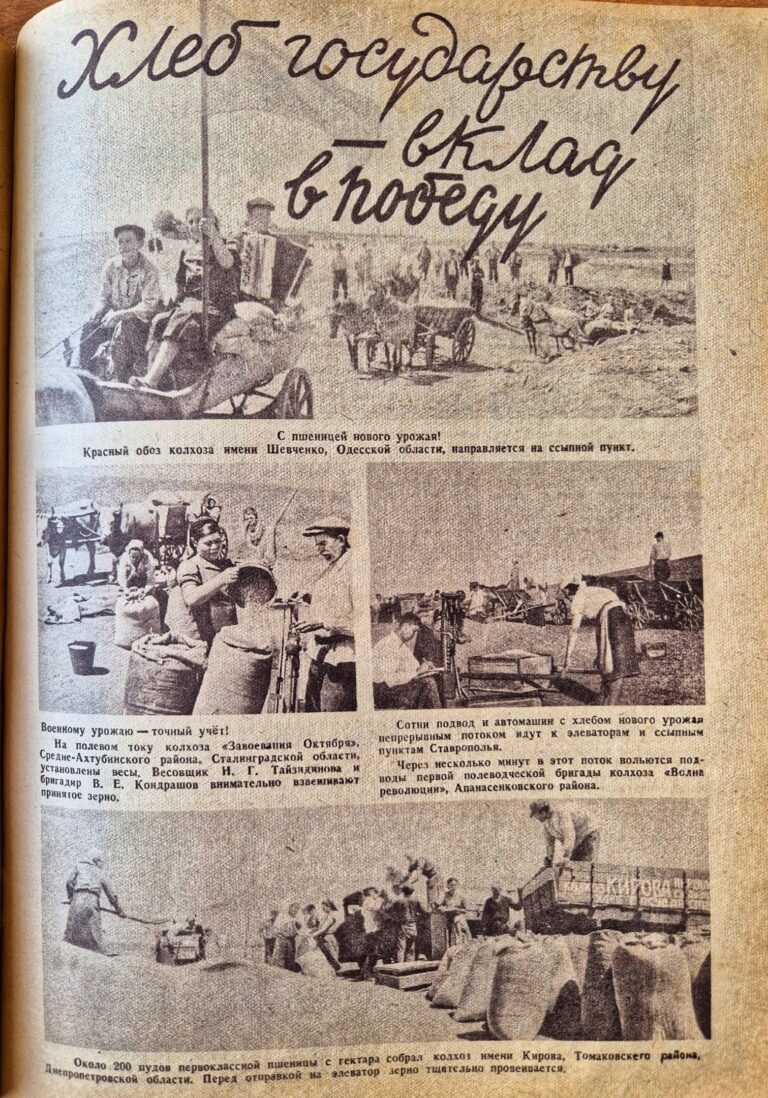 Хлеб государству
— вклад
в победу
С пшеницей нового урожая!
Красный обоз колхоза имени Шевченко, Одесской области, направляется на ссыпной пункт.
Военному урожаю — точный учёт!
На полевом току колхоза «Завоевания Октября»,
Средне-Ахтубинского района, Сталинградской области,
установлены весы. Весовщик Н. Г. Тайзидинова и
бригадир В. Е. Кондрашов внимательно взвешивают
принятое зерно.
Сотни подвод и автомашин с хлебом нового урожая
непрерывным потоком идут к элеваторам и ссыпным
пунктам Ставрополья.
Через несколько минут в этот поток вольются под-
воды первой полеводческой бригады колхоза «Волна
революции», Апанасенковского района.
КОЛХОЗ КИРОВА
Около 200 пудов первоклассной пшеницы с гектара собрал колхоз имени Кирова, Томаковского района,
Днепропетровской области. Перед отправкой на элеватор зерно тщательно провеивается.